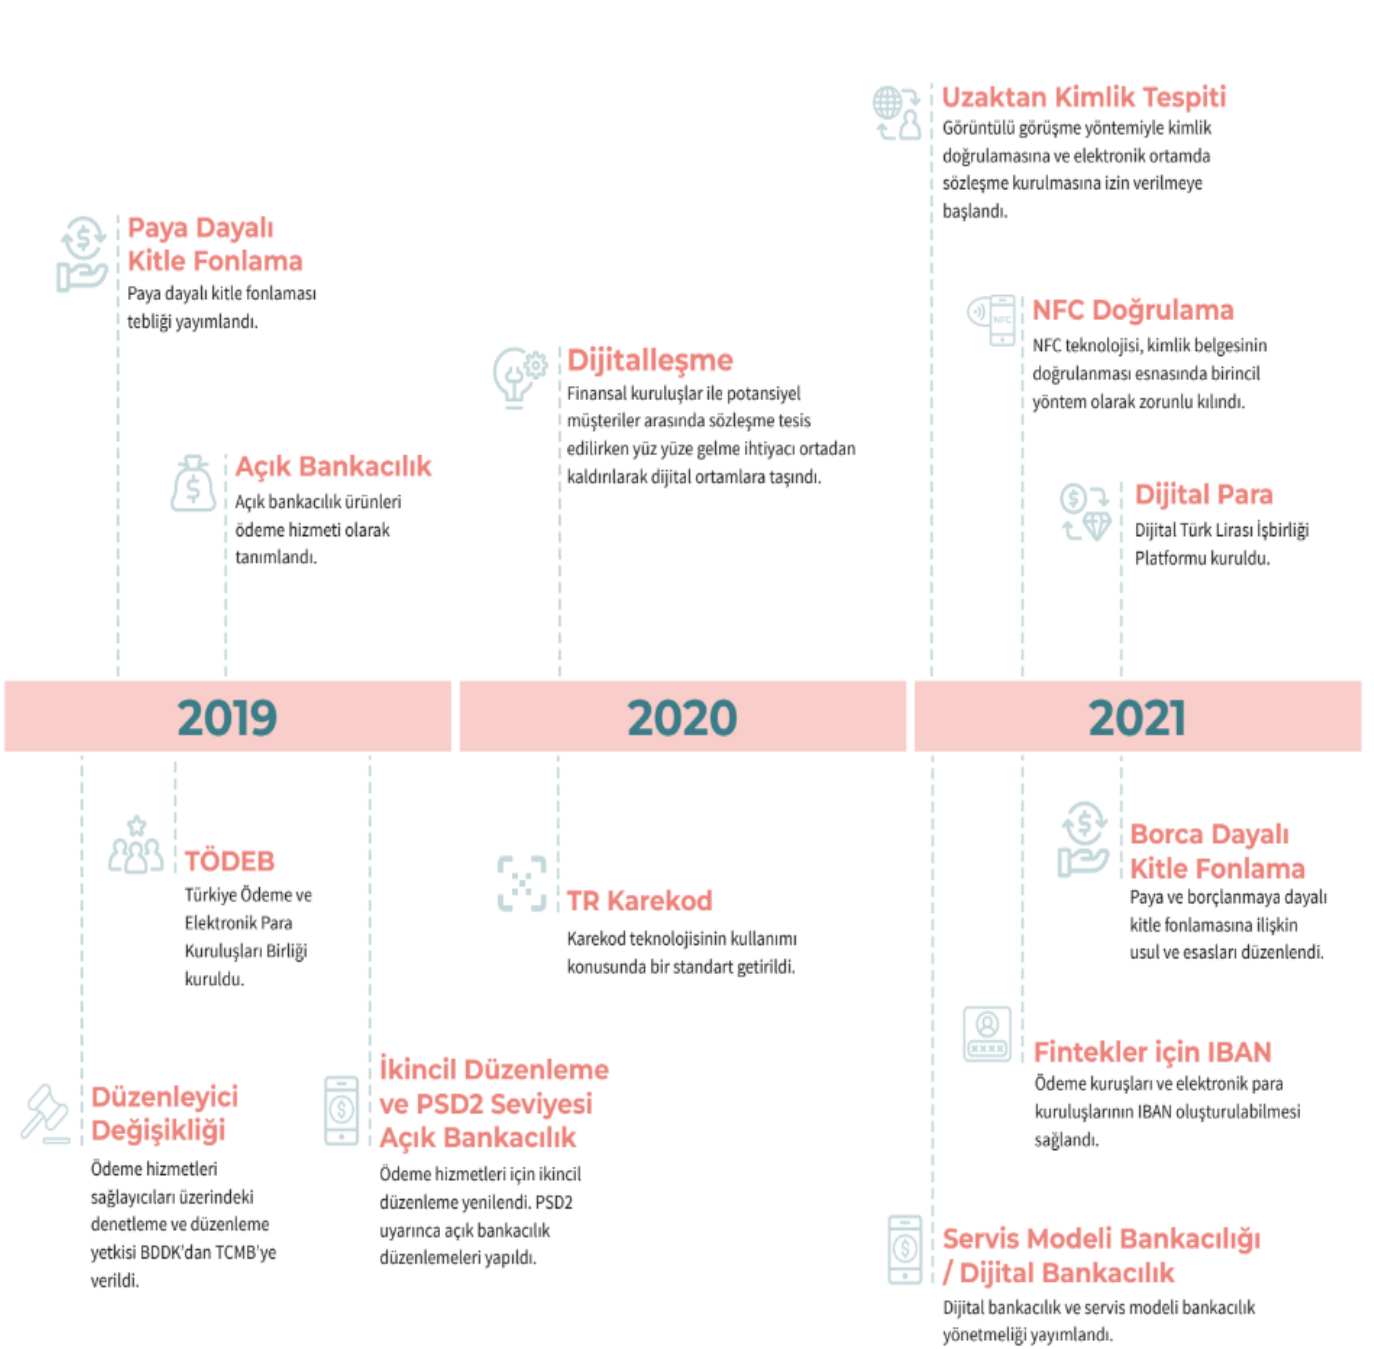 Uzaktan Kimlik Tespiti
Görüntülü görüşme yöntemiyle kimlik
doğrulamasına ve elektronik ortamda
sözleşme kurulmasına izin verilmeye
başlandı.
Paya Dayalı
Kitle Fonlama
Paya dayalı kitle fonlaması
tebliği yayımlandı.
NFC
NFC Doğrulama
NFC teknolojisi, kimlik belgesinin
doğrulanması esnasında birincil
yöntem olarak zorunlu kılındı.
Dijitalleşme
Finansal kuruluşlar ile potansiyel
müşteriler arasında sözleşme tesis
edilirken yüz yüze gelme ihtiyacı ortadan
kaldırılarak dijital ortamlara taşındı.
Açık Bankacılık
Açık bankacılık ürünleri
ödeme hizmeti olarak
tanımlandı.
Dijital Para
Dijital Türk Lirası İşbirliği
Platformu kuruldu.
2019
2020
2021
TÖDEB
Türkiye Ödeme ve
Elektronik Para
Kuruluşları Birliği
kuruldu.
TR Karekod
Karekod teknolojisinin kullanımı
konusunda bir standart getirildi.
Borca Dayalı
Kitle Fonlama
Paya ve borçlanmaya dayalı
kitle fonlamasına ilişkin
usul ve esasları düzenlendi.
Düzenleyici
Değişikliği
Ödeme hizmetleri
sağlayıcıları üzerindeki
denetleme ve düzenleme
yetkisi BDDK'dan TCMB'ye
verildi.
İkincil Düzenleme
ve PSD2 Seviyesi
Açık Bankacılık
Ödeme hizmetleri için ikincil
düzenleme yenilendi. PSD2
uyarınca açık bankacılık
düzenlemeleri yapıldı.
Fintekler için IBAN
Ödeme kuruşları ve elektronik para
kuruluşlarının IBAN oluşturulabilmesi
sağlandı.
Servis Modeli Bankacılığı
/ Dijital Bankacılık
Dijital bankacılık ve servis modeli bankacılık
yönetmeliği yayımlandı.